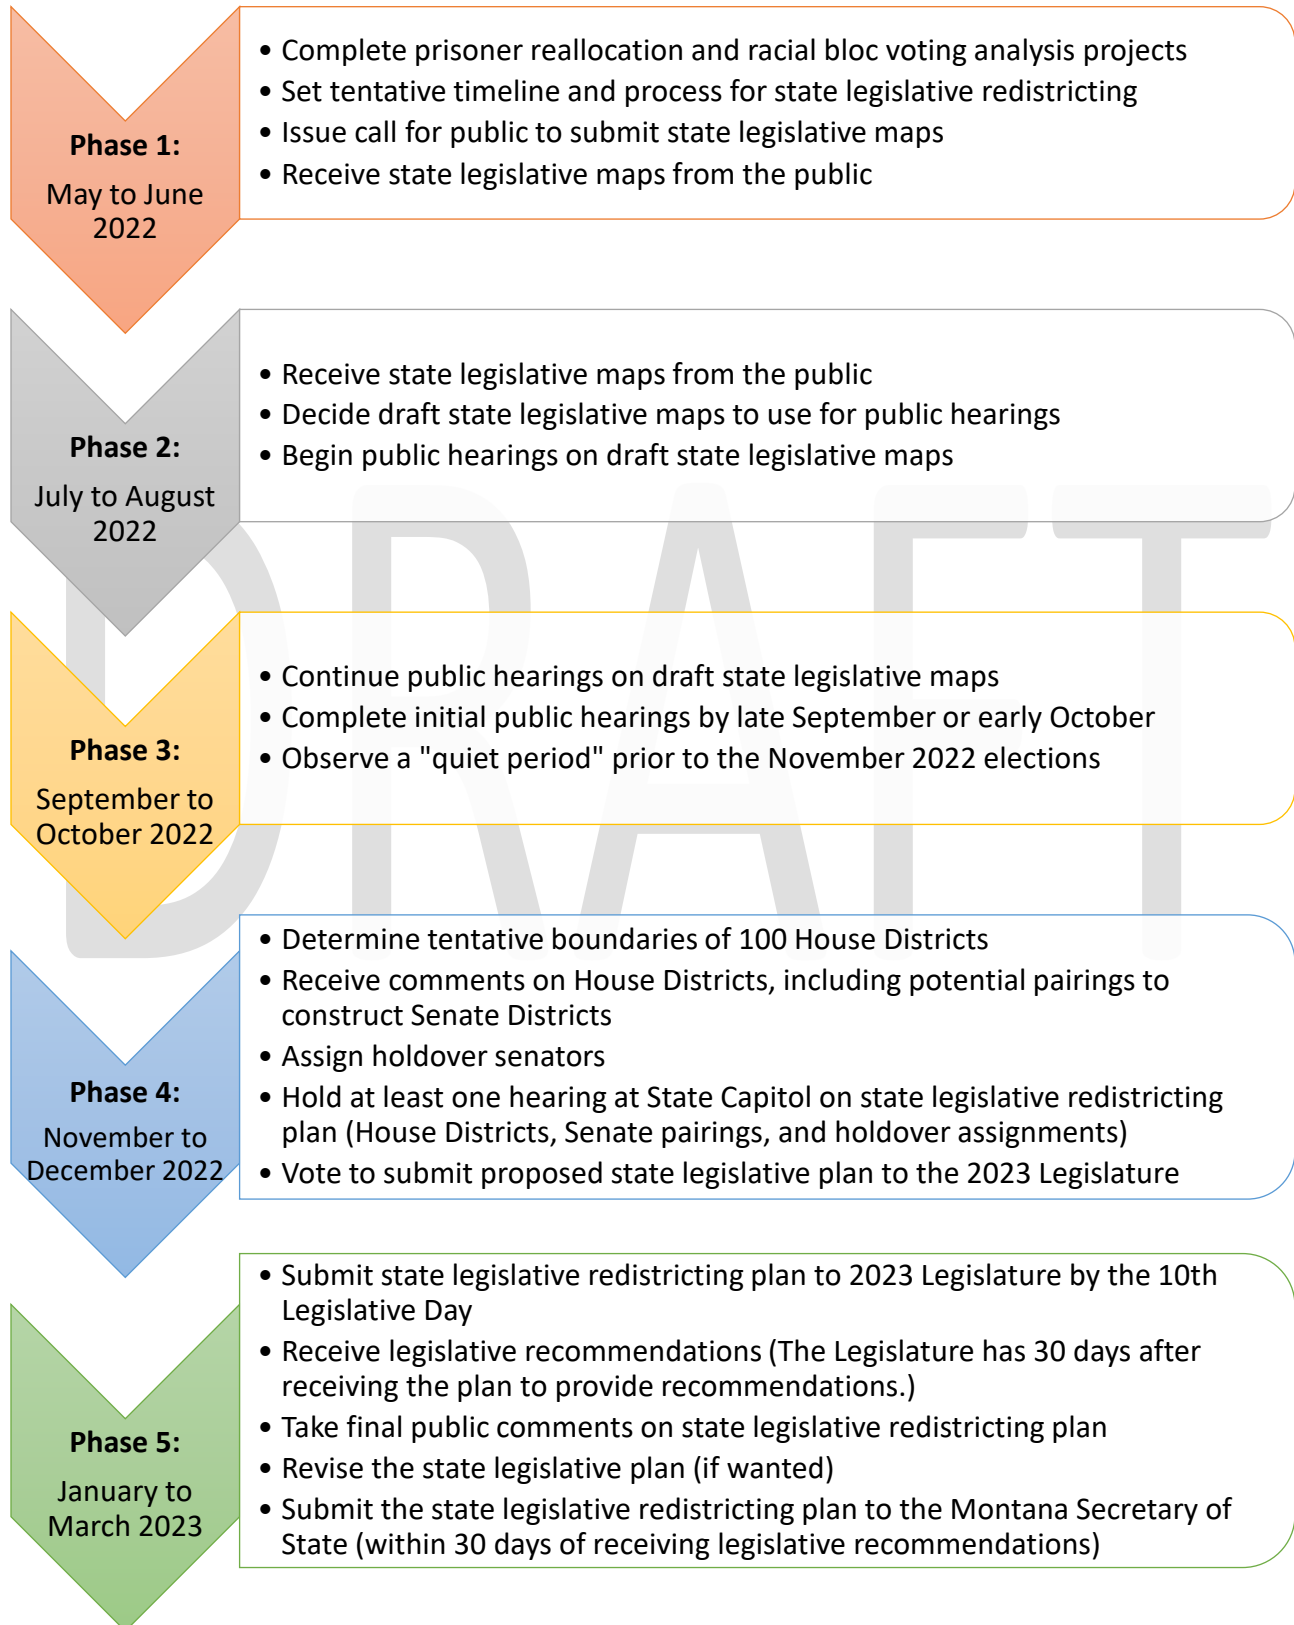 Phase 1:
May to June
2022
• Complete prisoner reallocation and racial bloc voting analysis projects
• Set tentative timeline and process for state legislative redistricting
• Issue call for public to submit state legislative maps
• Receive state legislative maps from the public
Phase 2:
July to August
2022
• Receive state legislative maps from the public
• Decide draft state legislative maps to use for public hearings
• Begin public hearings on draft state legislative maps
DRAFT
Phase 3:
September to
October 2022
• Continue public hearings on draft state legislative maps
• Complete initial public hearings by late September or early October
• Observe a "quiet period" prior to the November 2022 elections
Phase 4:
November to
December 2022
• Determine tentative boundaries of 100 House Districts
• Receive comments on House Districts, including potential pairings to
construct Senate Districts
• Assign holdover senators
• Hold at least one hearing at State Capitol on state legislative redistricting
plan (House Districts, Senate pairings, and holdover assignments)
• Vote to submit proposed state legislative plan to the 2023 Legislature
Phase 5:
January to
March 2023
• Submit state legislative redistricting plan to 2023 Legislature by the 10th
Legislative Day
• Receive legislative recommendations (The Legislature has 30 days after
receiving the plan to provide recommendations.)
• Take final public comments on state legislative redistricting plan
• Revise the state legislative plan (if wanted)
• Submit the state legislative redistricting plan to the Montana Secretary of
State (within 30 days of receiving legislative recommendations)